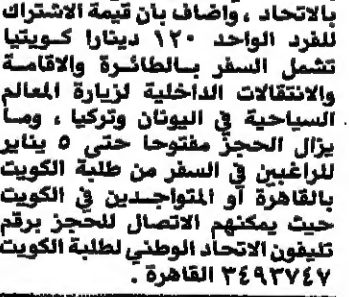 بالاتحاد ، واضاف بأن قيمة الاشتراك
للفرد الواحد ١٢٠ دينارا كويتيا
تشمل السفر بالطائرة والاقامة
والانتقالات الداخلية لزيارة المعالم
السياحية في اليونان وتركيا ، وما
يزال الحجز مفتوحا حتى ٥ يناير
للراغبين في السفر من طلبة الكويت
بالقاهرة أو المتواجدين في الكويت
حيث يمكنهم الاتصال للحجز برقم
تليفون الاتحاد الوطني لطلبة الكويت
٣٤٩٣٧٤٧ القاهرة .